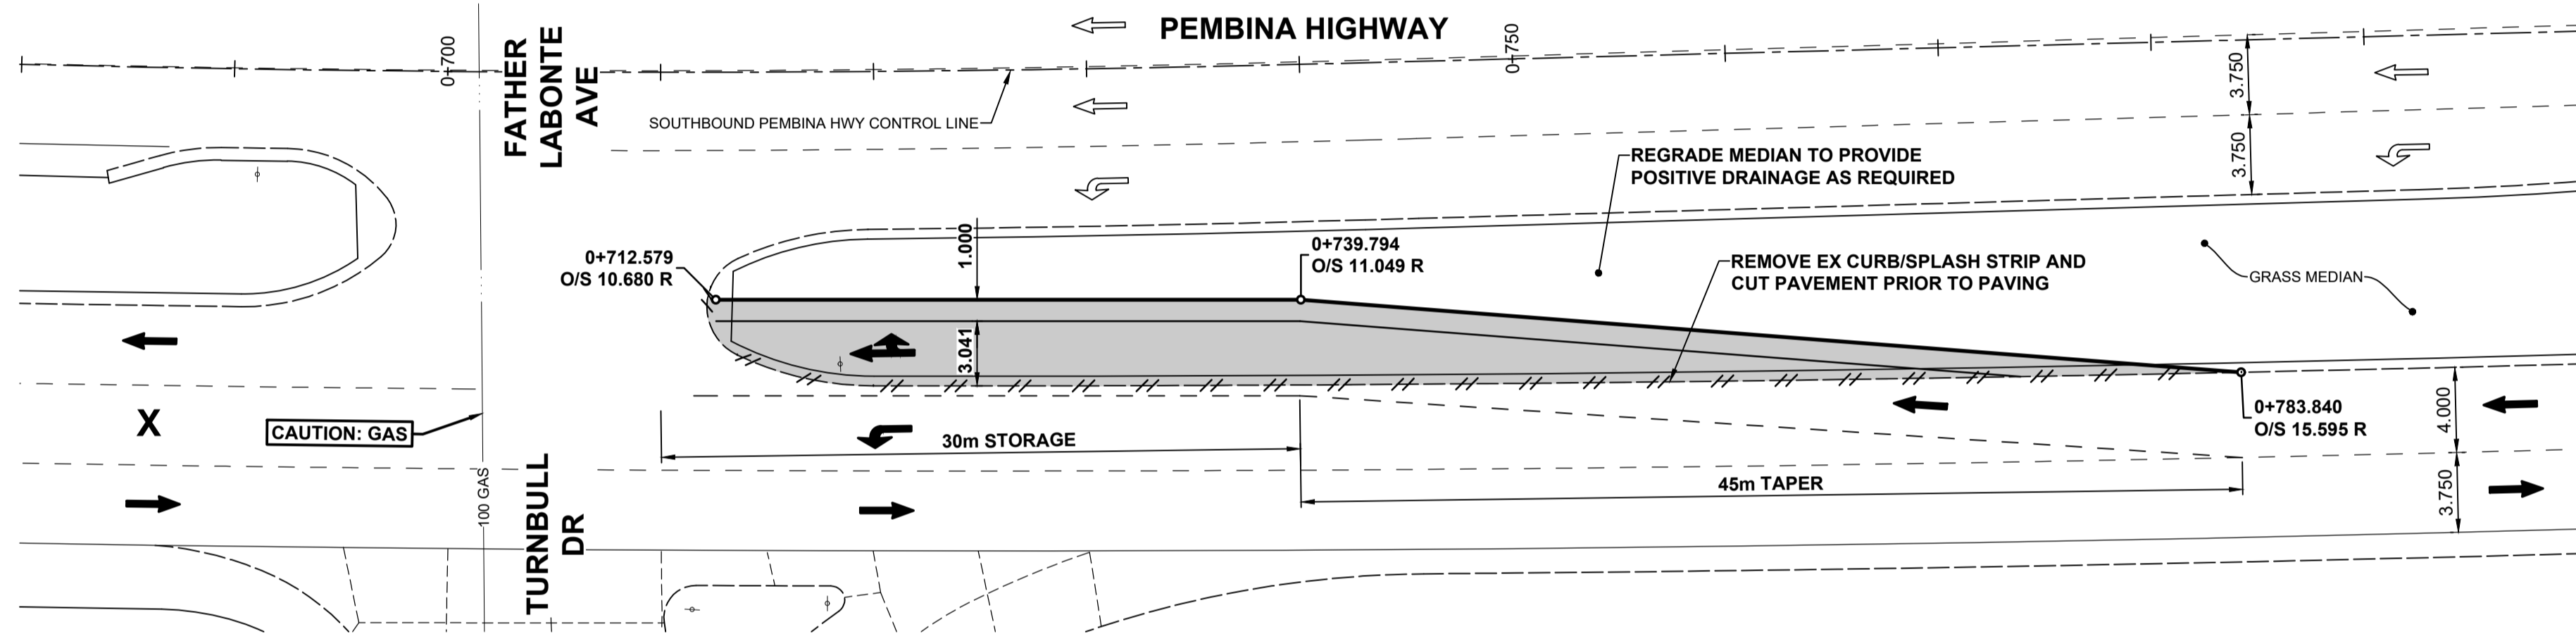 PEMBINA HIGHWAY
0+700
FATHER
LABONTE
AVE
0+750
3.750
SOUTHBOUND PEMBINA HWY CONTROL LINE
3.750
REGRADE MEDIAN TO PROVIDE
POSITIVE DRAINAGE AS REQUIRED
1.000
0+712.579
O/S 10.680 R
0+739.794
O/S 11.049 R
REMOVE EX CURB/SPLASH STRIP AND
CUT PAVEMENT PRIOR TO PAVING
GRASS MEDIAN
3.041
X
CAUTION: GAS
30m STORAGE
0+783.840
O/S 15.595 R
4.000
100 GAS
TURNBULL
DR
45m TAPER
3.750